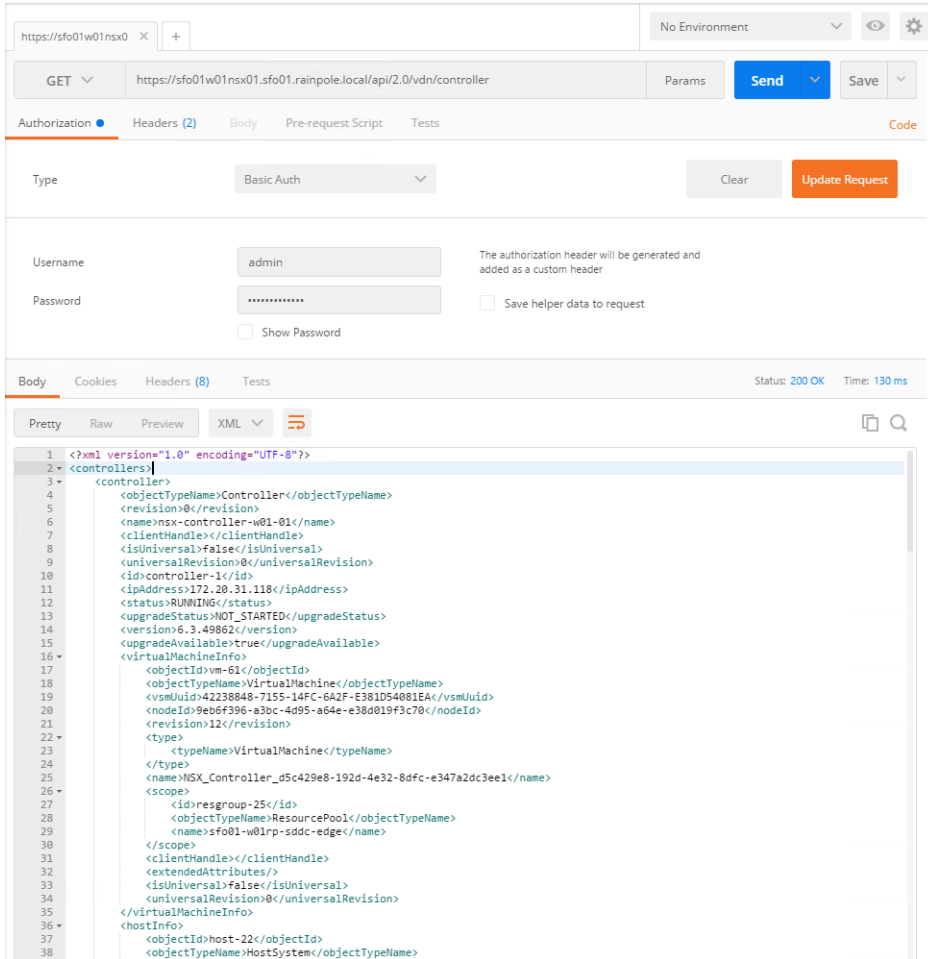 https://sfo01w01nsx0 × +
No Environment
GET https://sfo01w01nsx01.sfo01.rainpole.local/api/2.0/vdn/controller Params Send Save
Authorization Headers (2) Body Pre-request Script Tests Code
Type Basic Auth Clear Update Request
Username admin
The authorization header will be generated and
added as a custom header
Password •••••••••••••
Save helper data to request
Show Password
Body Cookies Headers (8) Tests Status: 200 OK Time: 130 ms
Pretty Raw Preview XML
1 <?xml version="1.0" encoding="UTF-8"?>
2 <controllers>
3 <controller>
4 <objectTypeName>Controller</objectTypeName>
5 <revision>0</revision>
6 <name>nsx-controller-w01-01</name>
7 <clientHandle></clientHandle>
8 <isUniversal>false</isUniversal>
9 <universalRevision>0</universalRevision>
10 <id>controller-1</id>
11 <ipAddress>172.20.31.118</ipAddress>
12 <status>RUNNING</status>
13 <upgradeStatus>NOT_STARTED</upgradeStatus>
14 <version>6.3.49862</version>
15 <upgradeAvailable>true</upgradeAvailable>
16 <virtualMachineInfo>
17 <objectId>vm-61</objectId>
18 <objectTypeName>VirtualMachine</objectTypeName>
19 <vsmUuid>42238848-7155-14FC-6A2F-E381D54081EA</vsmUuid>
20 <nodeId>9eb6f396-a3bc-4d95-a64e-e38d019f3c70</nodeId>
21 <revision>12</revision>
22 <type>
23 <typeName>VirtualMachine</typeName>
24 </type>
25 <name>NSX_Controller_d5c429e8-192d-4e32-8dfc-e347a2dc3ee1</name>
26 <scope>
27 <id>resgroup-25</id>
28 <objectTypeName>ResourcePool</objectTypeName>
29 <name>sfo01-w01rp-sddc-edge</name>
30 </scope>
31 <clientHandle></clientHandle>
32 <extendedAttributes/>
33 <isUniversal>false</isUniversal>
34 <universalRevision>0</universalRevision>
35 </virtualMachineInfo>
36 <hostInfo>
37 <objectId>host-22</objectId>
38 <objectTypeName>HostSystem</objectTypeName>